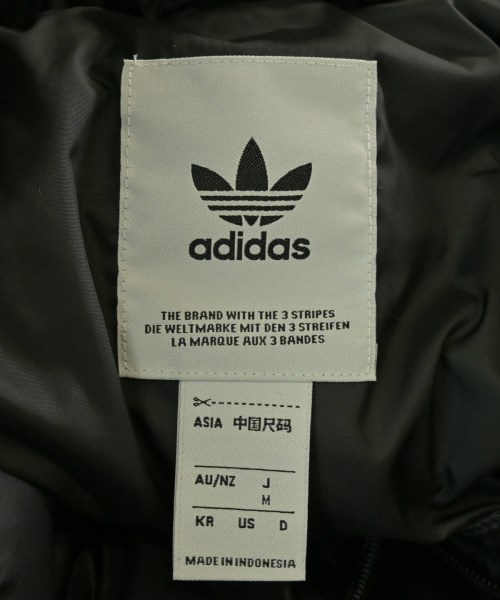 adidas
THE BRAND WITH THE 3 STRIPES
DIE WELTMARKE MIT DEN 3 STREIFEN
LA MARQUE AUX 3 BANDES
ASIA 中国尺码
AU/NZ J
M
KR US D
MADE IN INDONESIA